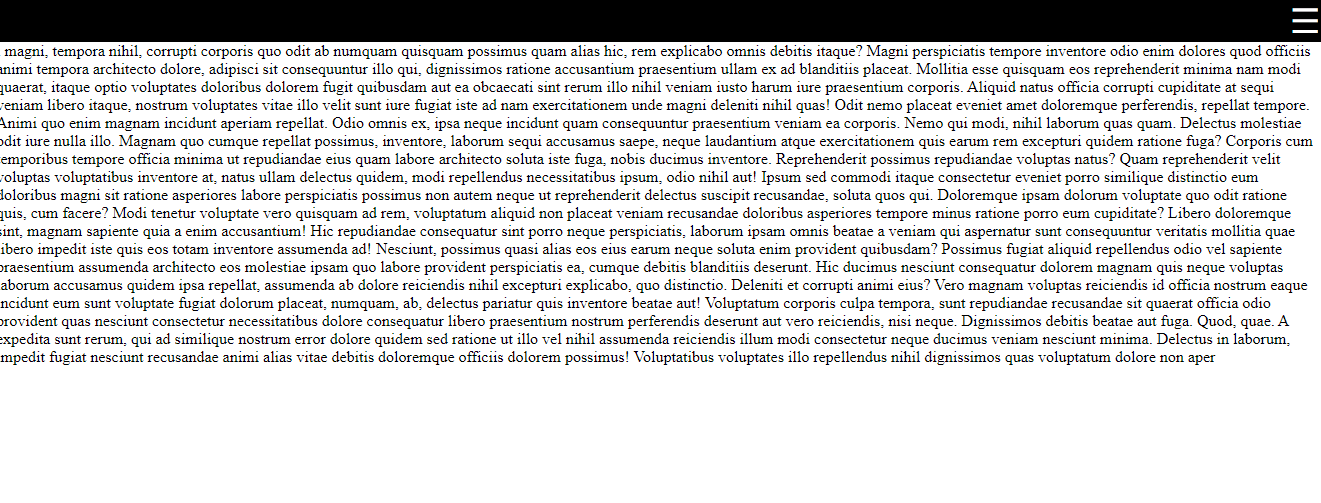 magni, tempora nihil, corrupti corporis quo odit ab numquam quisquam possimus quam alias hic, rem explicabo omnis debitis itaque? Magni perspiciatis tempore inventore odio enim dolores quod officiis
animi tempora architecto dolore, adipisci sit consequuntur illo qui, dignissimos ratione accusantium praesentium ullam ex ad blanditiis placeat. Mollitia esse quisquam eos reprehenderit minima nam modi
quaerat, itaque optio voluptates doloribus dolorem fugit quibusdam aut ea obcaecati sint rerum illo nihil veniam iusto harum iure praesentium corporis. Aliquid natus officia corrupti cupiditate at sequi
veniam libero itaque, nostrum voluptates vitae illo velit sunt iure fugiat iste ad nam exercitationem unde magni deleniti nihil quas! Odit nemo placeat eveniet amet doloremque perferendis, repellat tempore.
Animi quo enim magnam incidunt aperiam repellat. Odio omnis ex, ipsa neque incidunt quam consequuntur praesentium veniam ea corporis. Nemo qui modi, nihil laborum quas quam. Delectus molestiae
odit iure nulla illo. Magnam quo cumque repellat possimus, inventore, laborum sequi accusamus saepe, neque laudantium atque exercitationem quis earum rem excepturi quidem ratione fuga? Corporis cum
temporibus tempore officia minima ut repudiandae eius quam labore architecto soluta iste fuga, nobis ducimus inventore. Reprehenderit possimus repudiandae voluptas natus? Quam reprehenderit velit
voluptas voluptatibus inventore at, natus ullam delectus quidem, modi repellendus necessitatibus ipsum, odio nihil aut! Ipsum sed commodi itaque consectetur eveniet porro similique distinctio eum
doloribus magni sit ratione asperiores labore perspiciatis possimus non autem neque ut reprehenderit delectus suscipit recusandae, soluta quos qui. Doloremque ipsam dolorum voluptate quo odit ratione
quis, cum facere? Modi tenetur voluptate vero quisquam ad rem, voluptatum aliquid non placeat veniam recusandae doloribus asperiores tempore minus ratione porro eum cupiditate? Libero doloremque
sint, magnam sapiente quia a enim accusantium! Hic repudiandae consequatur sint porro neque perspiciatis, laborum ipsam omnis beatae a veniam qui aspernatur sunt consequuntur veritatis mollitia quae
libero impedit iste quis eos totam inventore assumenda ad! Nesciunt, possimus quasi alias eos eius earum neque soluta enim provident quibusdam? Possimus fugiat aliquid repellendus odio vel sapiente
praesentium assumenda architecto eos molestiae ipsam quo labore provident perspiciatis ea, cumque debitis blanditiis deserunt. Hic ducimus nesciunt consequatur dolorem magnam quis neque voluptas
laborum accusamus quidem ipsa repellat, assumenda ab dolore reiciendis nihil excepturi explicabo, quo distinctio. Deleniti et corrupti animi eius? Vero magnam voluptas reiciendis id officia nostrum eaque
incidunt eum sunt voluptate fugiat dolorum placeat, numquam, ab, delectus pariatur quis inventore beatae aut! Voluptatum corporis culpa tempora, sunt repudiandae recusandae sit quaerat officia odio
provident quas nesciunt consectetur necessitatibus dolore consequatur libero praesentium nostrum perferendis deserunt aut vero reiciendis, nisi neque. Dignissimos debitis beatae aut fuga. Quod, quae. A
expedita sunt rerum, qui ad similique nostrum error dolore quidem sed ratione ut illo vel nihil assumenda reiciendis illum modi consectetur neque ducimus veniam nesciunt minima. Delectus in laborum,
impedit fugiat nesciunt recusandae animi alias vitae debitis doloremque officiis dolorem possimus! Voluptatibus voluptates illo repellendus nihil dignissimos quas voluptatum dolore non aper